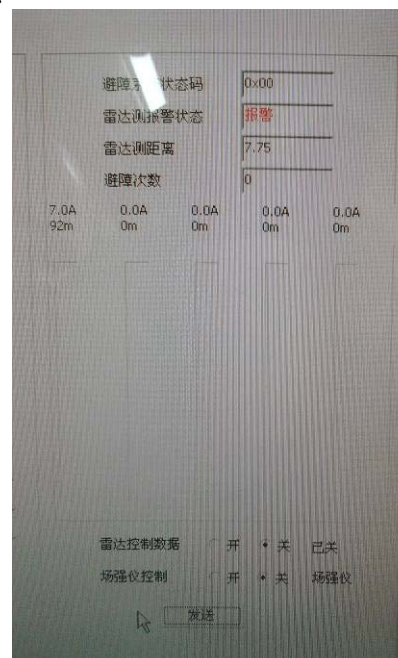 避障系统状态码 0x00
雷达测报警状态 报警
雷达测距离 7.75
避障次数 0
7.0A 0.0A 0.0A 0.0A 0.0A
92m 0m 0m 0m 0m
雷达控制数据 开 关 已关
场强仪控制 开 关 场强仪
发送